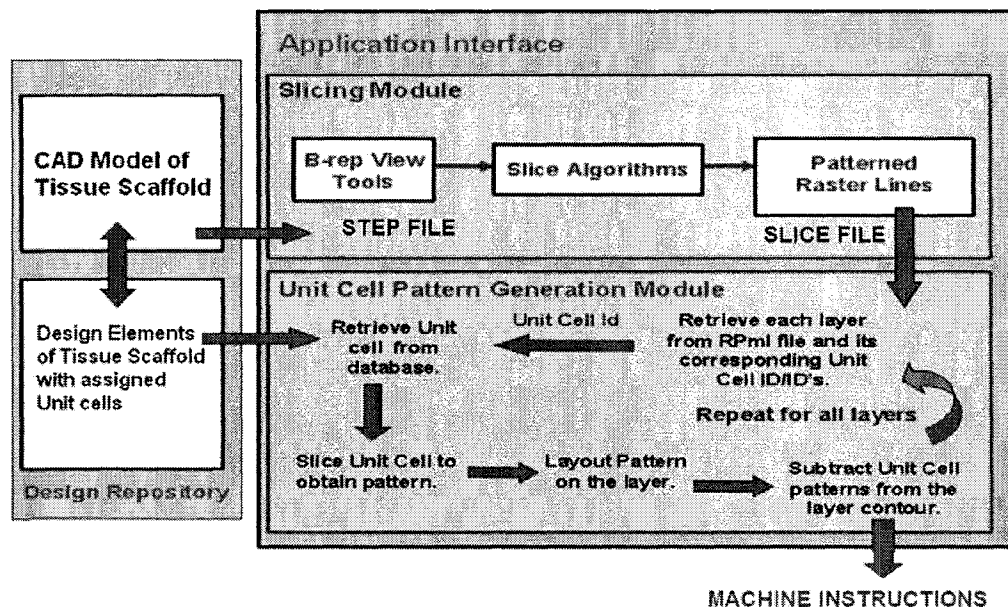 Application Interface
Slicing Module
CAD Model of
Tissue Scaffold
B-rep View
Tools
Slice Algorithms
Patterned
Raster Lines
STEP FILE
SLICE FILE
Unit Cell Pattern Generation Module
Design Elements
of Tissue Scaffold
with assigned
Unit cells
Design Repository
Retrieve Unit
cell from
database.
Unit Cell Id
Retrieve each layer
from RPml file and its
corresponding Unit
Cell ID/ID's.
Repeat for all layers
Slice Unit Cell to
obtain pattern.
Layout Pattern
on the layer.
Subtract Unit Cell
patterns from the
layer contour.
MACHINE INSTRUCTIONS